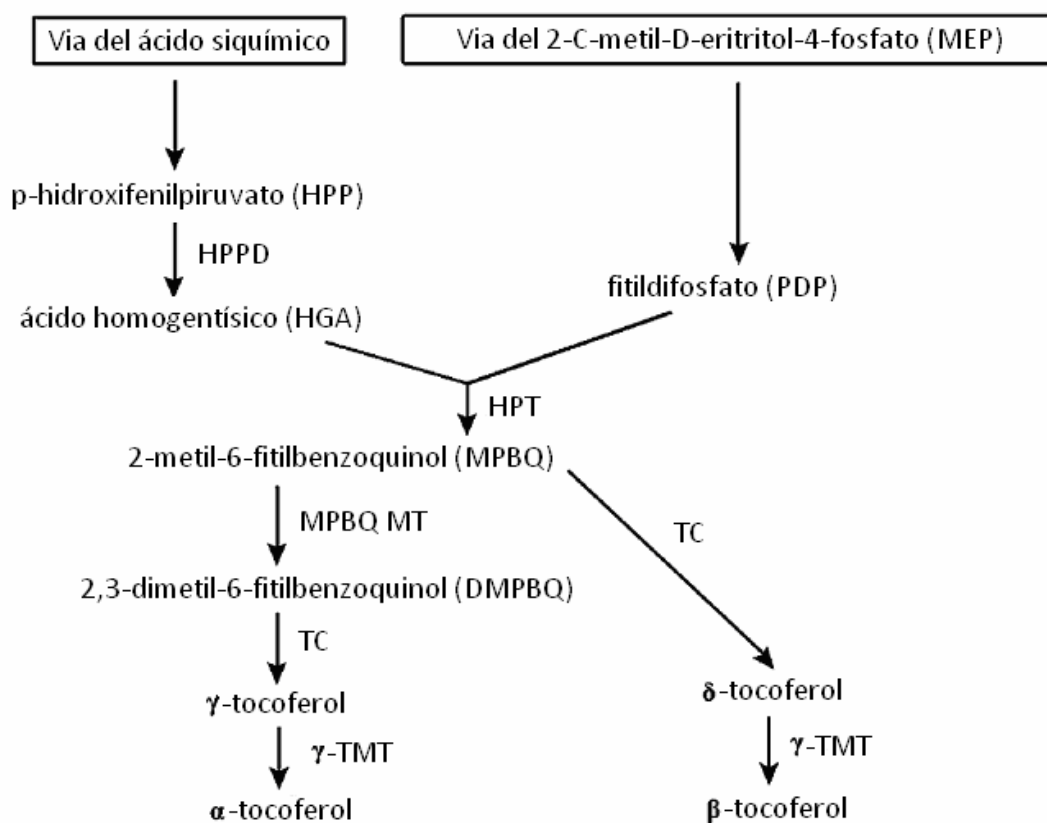 Via del ácido siquímico
Via del 2-C-metil-D-eritritol-4-fosfato (MEP)
p-hidroxifenilpiruvato (HPP)
HPPD
fitildifosfato (PDP)
ácido homogentísico (HGA)
HPT
2-metil-6-fitilbenzoquinol (MPBQ)
MPBQ MT
TC
2,3-dimetil-6-fitilbenzoquinol (DMPBQ)
TC
γ-tocoferol
δ-tocoferol
γ-TMT
γ-TMT
α-tocoferol
β-tocoferol